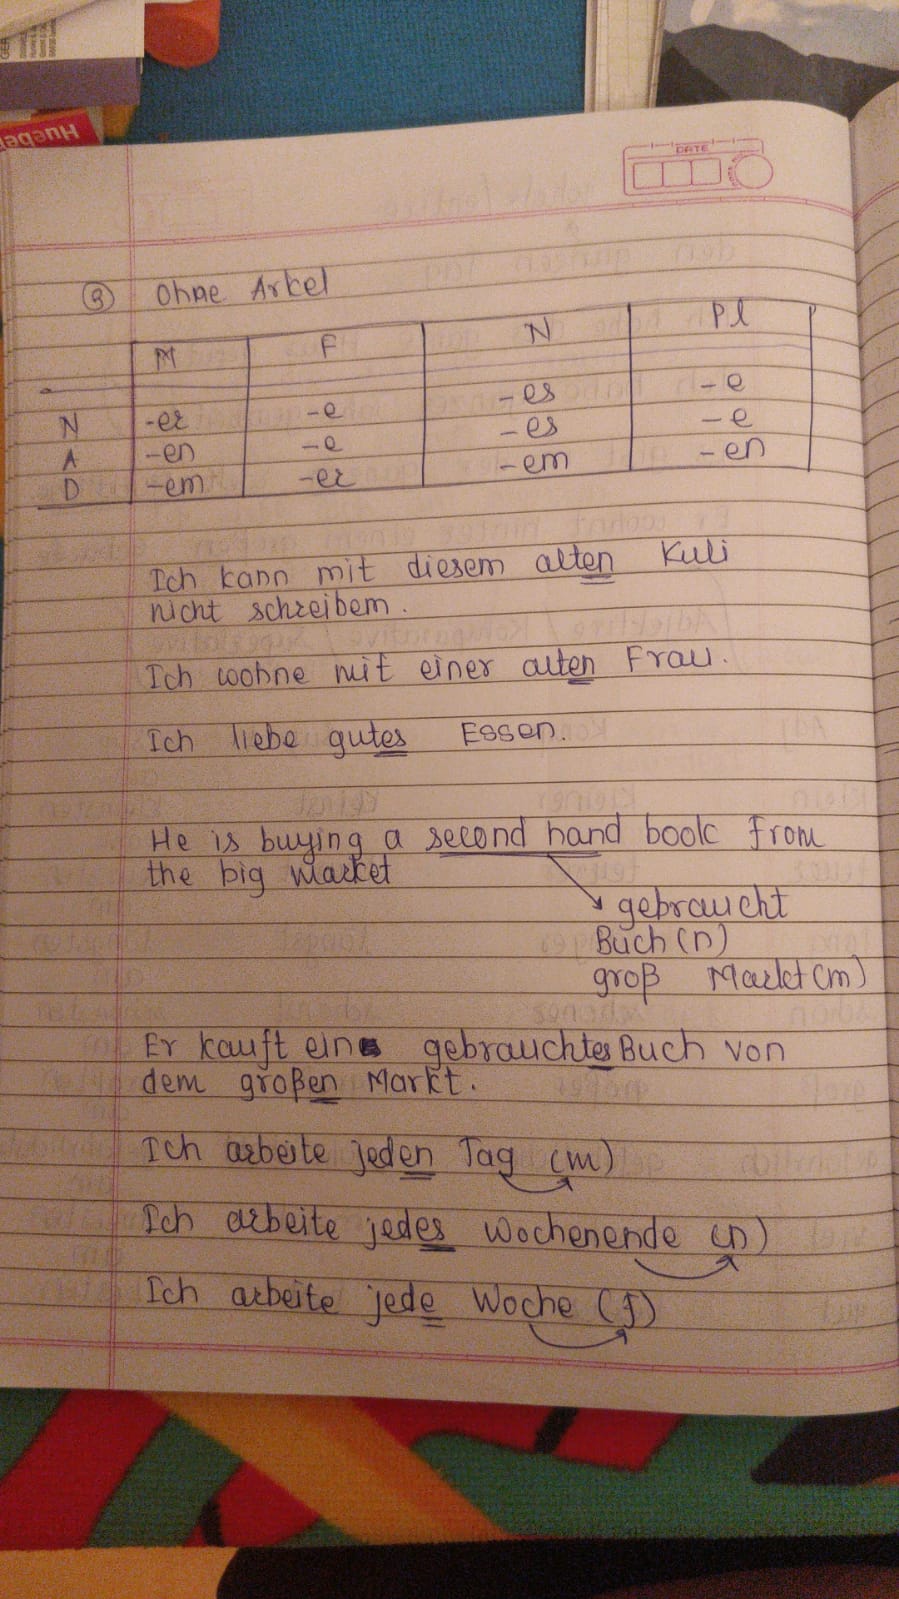 Hueber
DATE
③ Ohne Arkel
M F N Pl
N -er -e -es -e
A -en -e -es -e
D -em -er -em -en
Ich kann mit diesem alten Kuli
nicht schreibem.
Ich wohne mit einer alten Frau.
Ich liebe gutes Essen.
He is buying a second hand book from
the big market
gebraucht
Buch (n)
groß Markt (m)
Er kauft ein gebrauchtes Buch von
dem großen Markt.
Ich arbeite jeden Tag (m)
Ich arbeite jedes Wochenende (n)
Ich arbeite jede Woche (f)